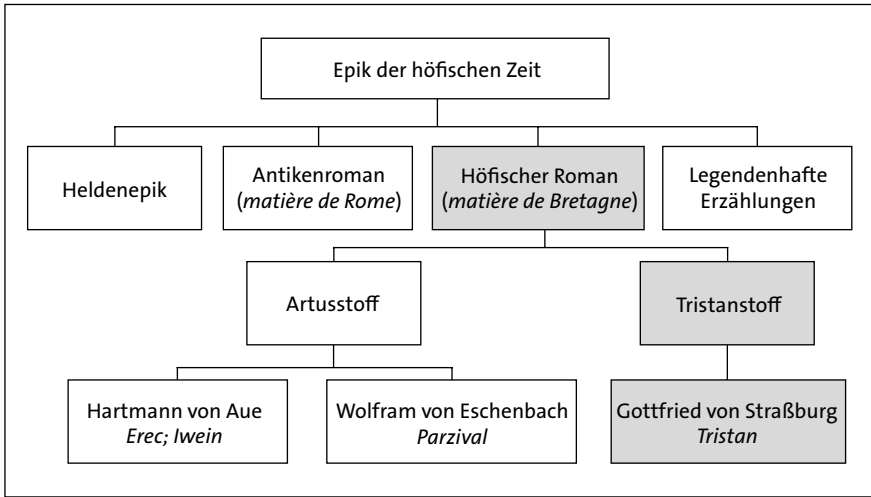 Epik der höfischen Zeit
Heldenepik
Antikenroman
(matière de Rome)
Höfischer Roman
(matière de Bretagne)
Legendenhafte
Erzählungen
Artusstoff
Tristanstoff
Hartmann von Aue
Erec; Iwein
Wolfram von Eschenbach
Parzival
Gottfried von Straßburg
Tristan